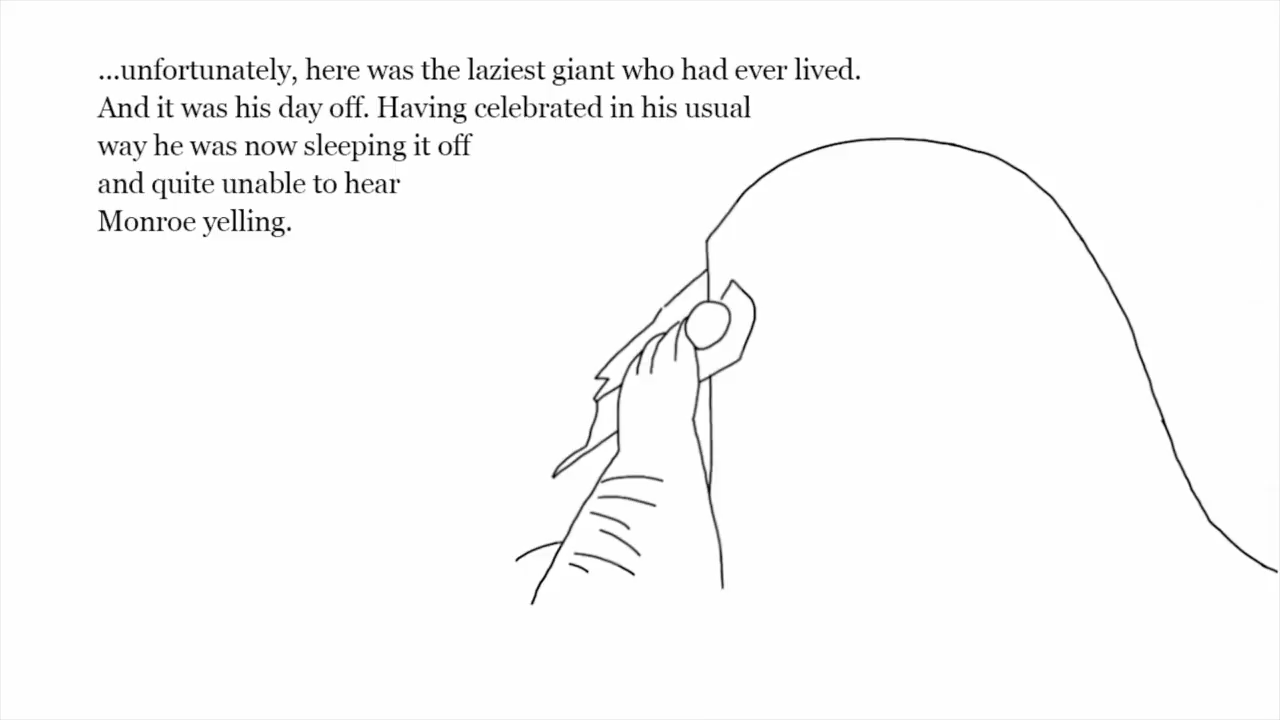 ...unfortunately, here was the laziest giant who had ever lived.
And it was his day off. Having celebrated in his usual
way he was now sleeping it off
and quite unable to hear
Monroe yelling.